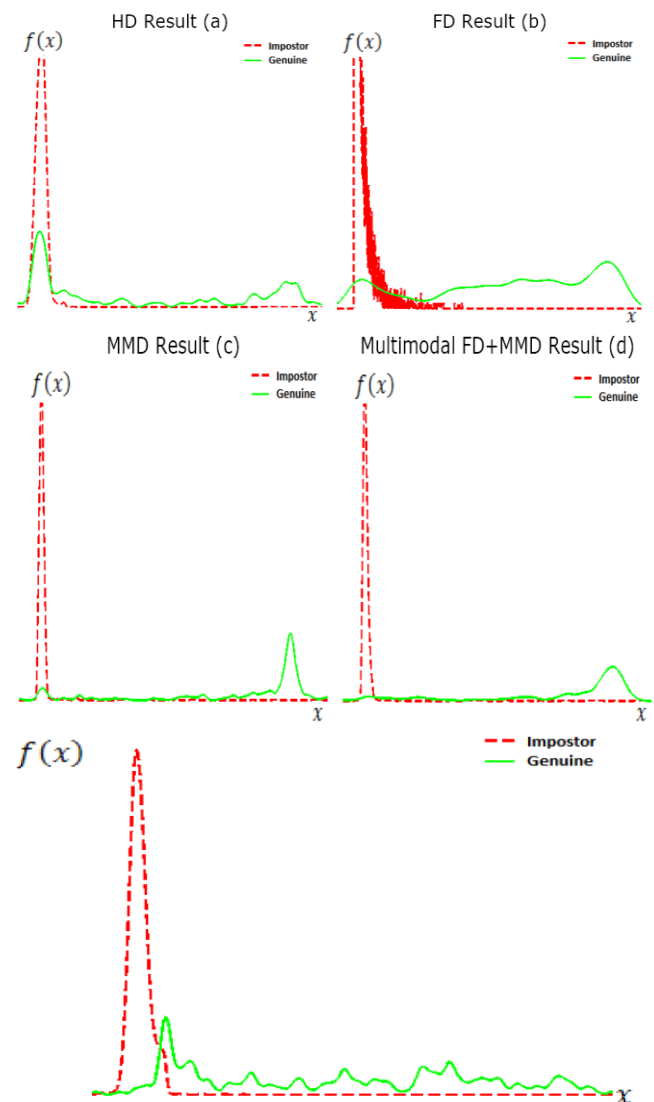 HD Result (a)
f(x)
Impostor
Genuine
x
FD Result (b)
f(x)
Impostor
Genuine
x
MMD Result (c)
f(x)
Impostor
Genuine
x
Multimodal FD+MMD Result (d)
f(x)
Impostor
Genuine
x
f(x)
Impostor
Genuine
x